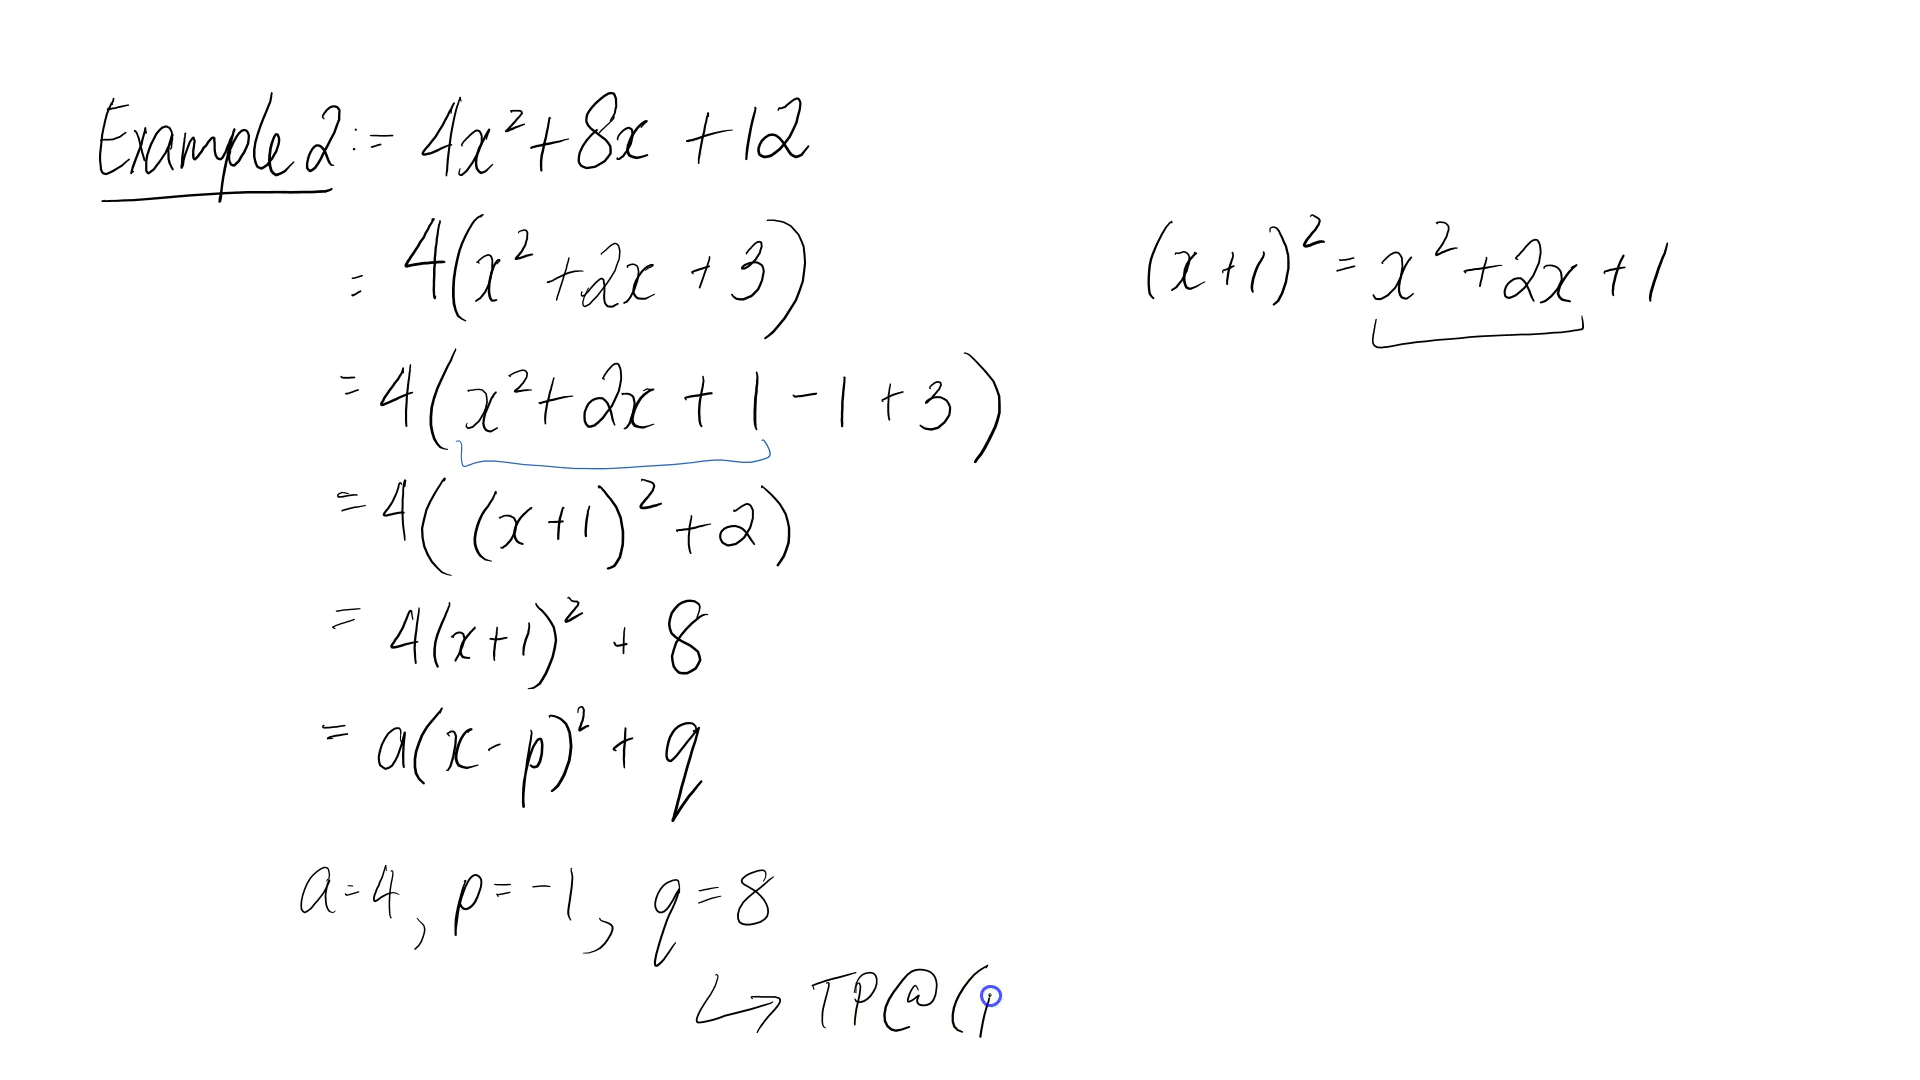 Example 2: = 4x² + 8x + 12
= 4(x² + 2x + 3)
= 4(x² + 2x + 1 - 1 + 3)
= 4((x+1)² + 2)
= 4(x+1)² + 8
= a(x-p)² + q
a=4, p=-1, q=8
↳ TP@(p
(x+1)² = x² + 2x + 1